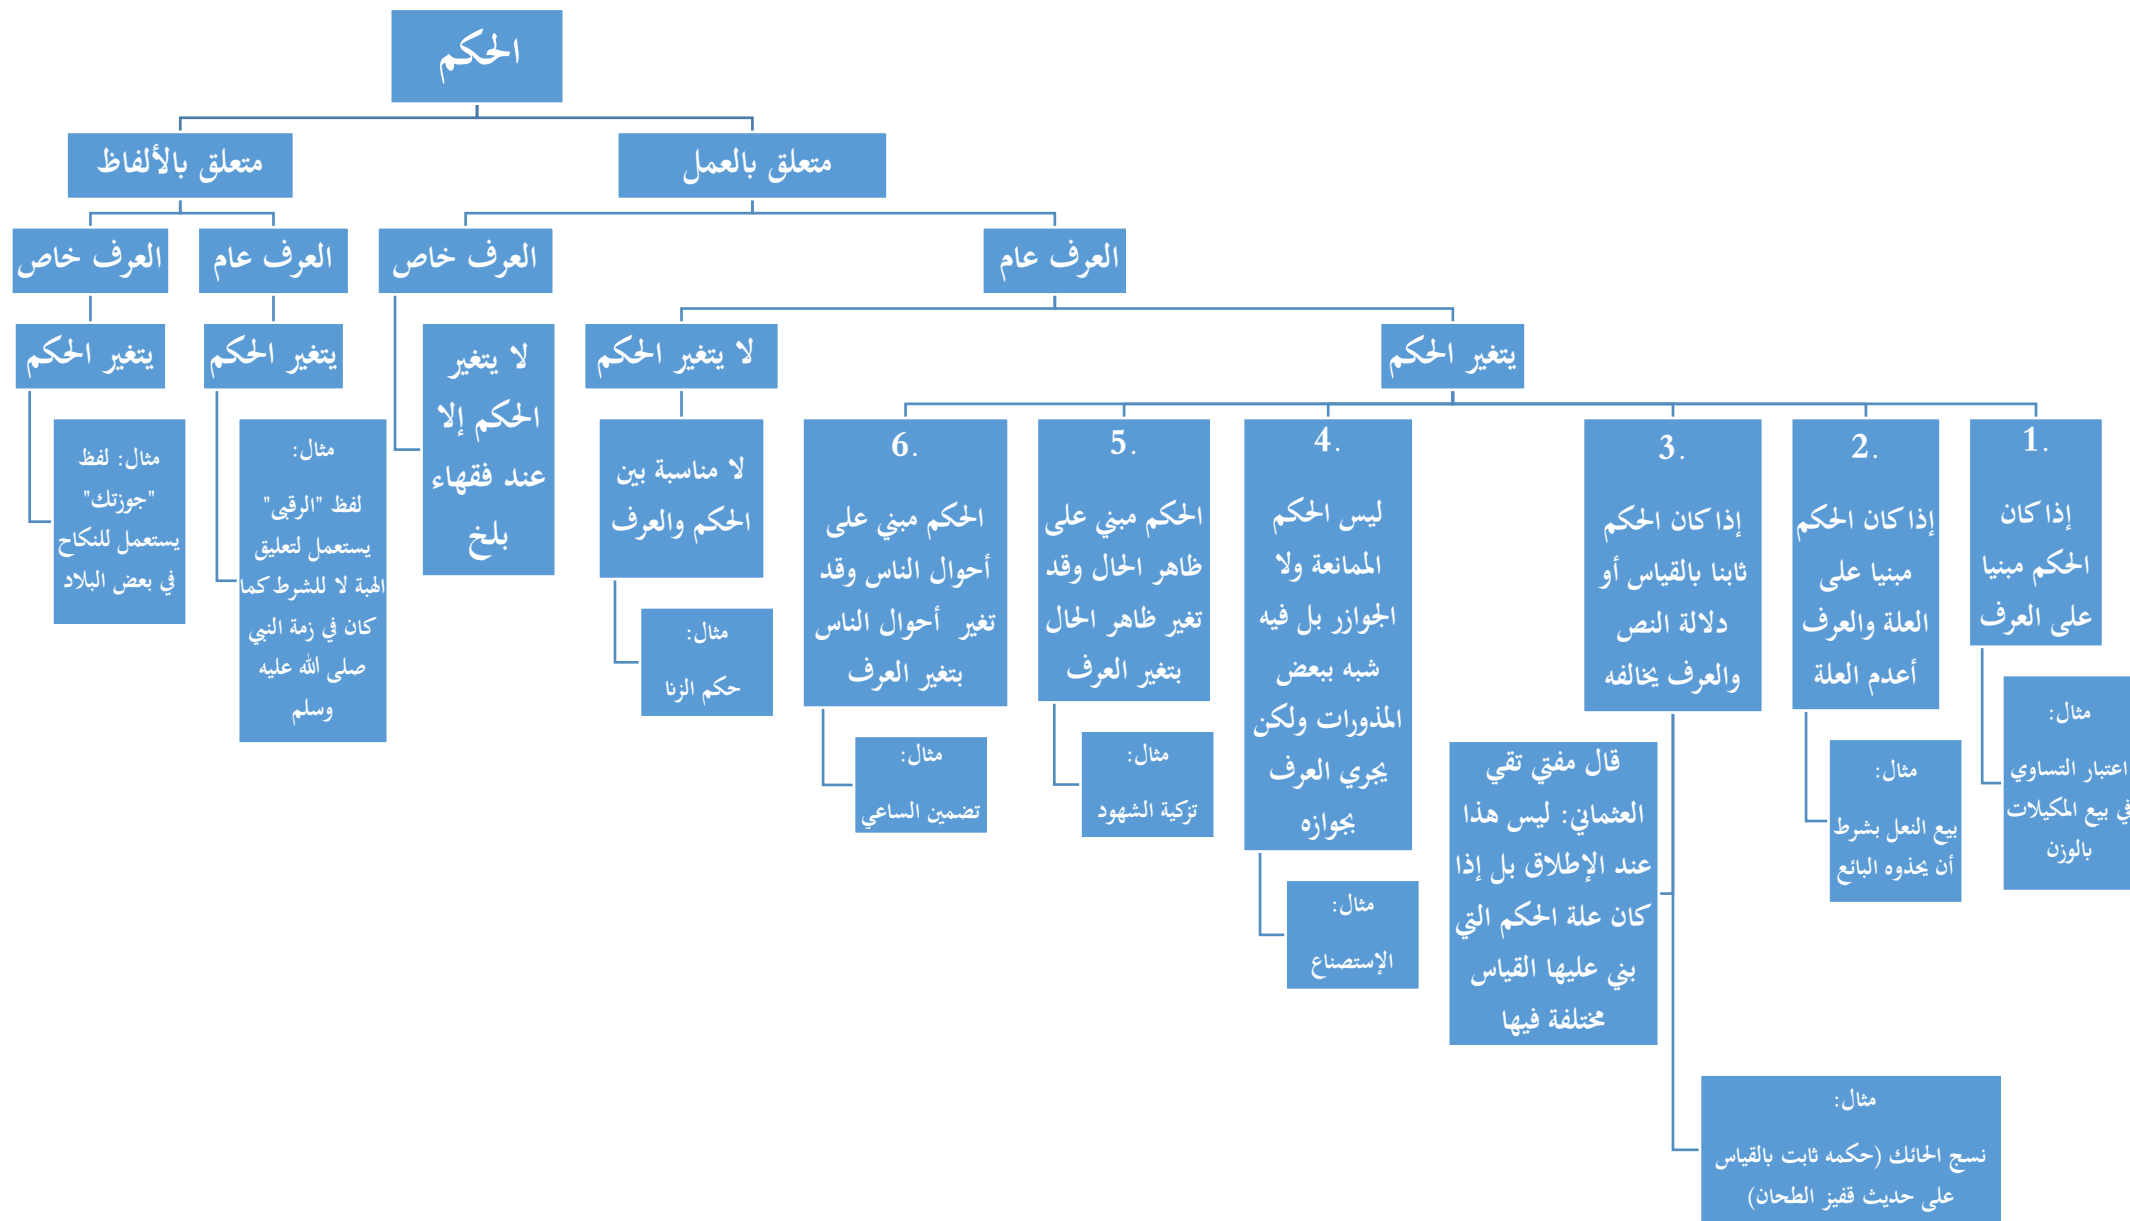 الحكم
متعلق بالعمل
متعلق بالألفاظ
العرف عام
العرف خاص
العرف عام
العرف خاص
يتغير الحكم
لا يتغير الحكم
لا يتغير
الحكم إلا
عند فقهاء
بلخ
يتغير الحكم
يتغير الحكم
1.
إذا كان
الحكم مبنيا
على العرف
مثال:
اعتبار التساوي
في بيع المكيلات
بالوزن
2.
إذا كان الحكم
مبنيا على
العلة والعرف
أعدم العلة
مثال:
بيع النعل بشرط
أن يحذوه البائع
3.
إذا كان الحكم
ثابنا بالقياس أو
دلالة النص
والعرف يخالفه
قال مفتي تقي
العثماني: ليس هذا
عند الإطلاق بل إذا
كان علة الحكم التي
بني عليها القياس
مختلفة فيها
مثال:
نسج الحائك (حكمه ثابت بالقياس
على حديث قفيز الطحان)
4.
ليس الحكم
الممانعة ولا
الجوازر بل فيه
شبه ببعض
المذورات ولكن
يجري العرف
بجوازه
مثال:
الإستصناع
5.
الحكم مبني على
ظاهر الحال وقد
تغير ظاهر الحال
بتغير العرف
مثال:
تزكية الشهود
6.
الحكم مبني على
أحوال الناس وقد
تغير أحوال الناس
بتغير العرف
مثال:
تضمين الساعي
لا مناسبة بين
الحكم والعرف
مثال:
حكم الزنا
مثال:
لفظ "الرقبى"
يستعمل لتعليق
الهبة لا للشرط كما
كان في زمة النبي
صلى الله عليه
وسلم
مثال: لفظ
"جوزتك"
يستعمل للنكاح
في بعض البلاد